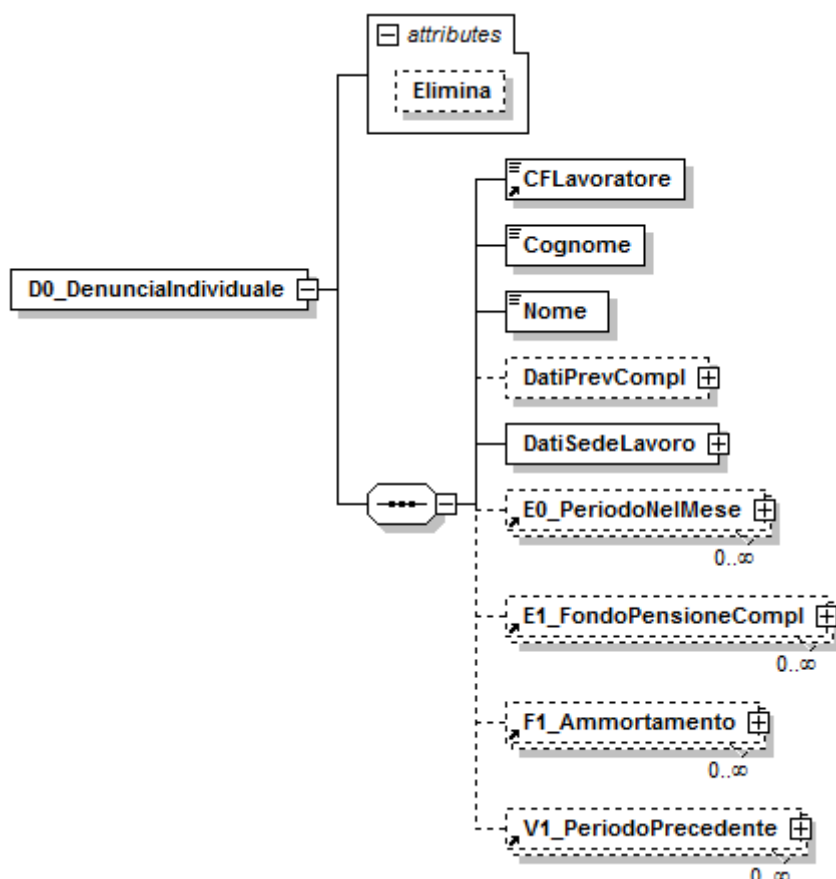 attributes
Elimina
CFLavoratore
Cognome
D0_DenunciaIndividuale
Nome
DatiPrevCompl
DatiSedeLavoro
E0_PeriodoNelMese
0..∞
E1_FondoPensioneCompl
0..∞
F1_Ammortamento
0..∞
V1_PeriodoPrecedente
0..∞